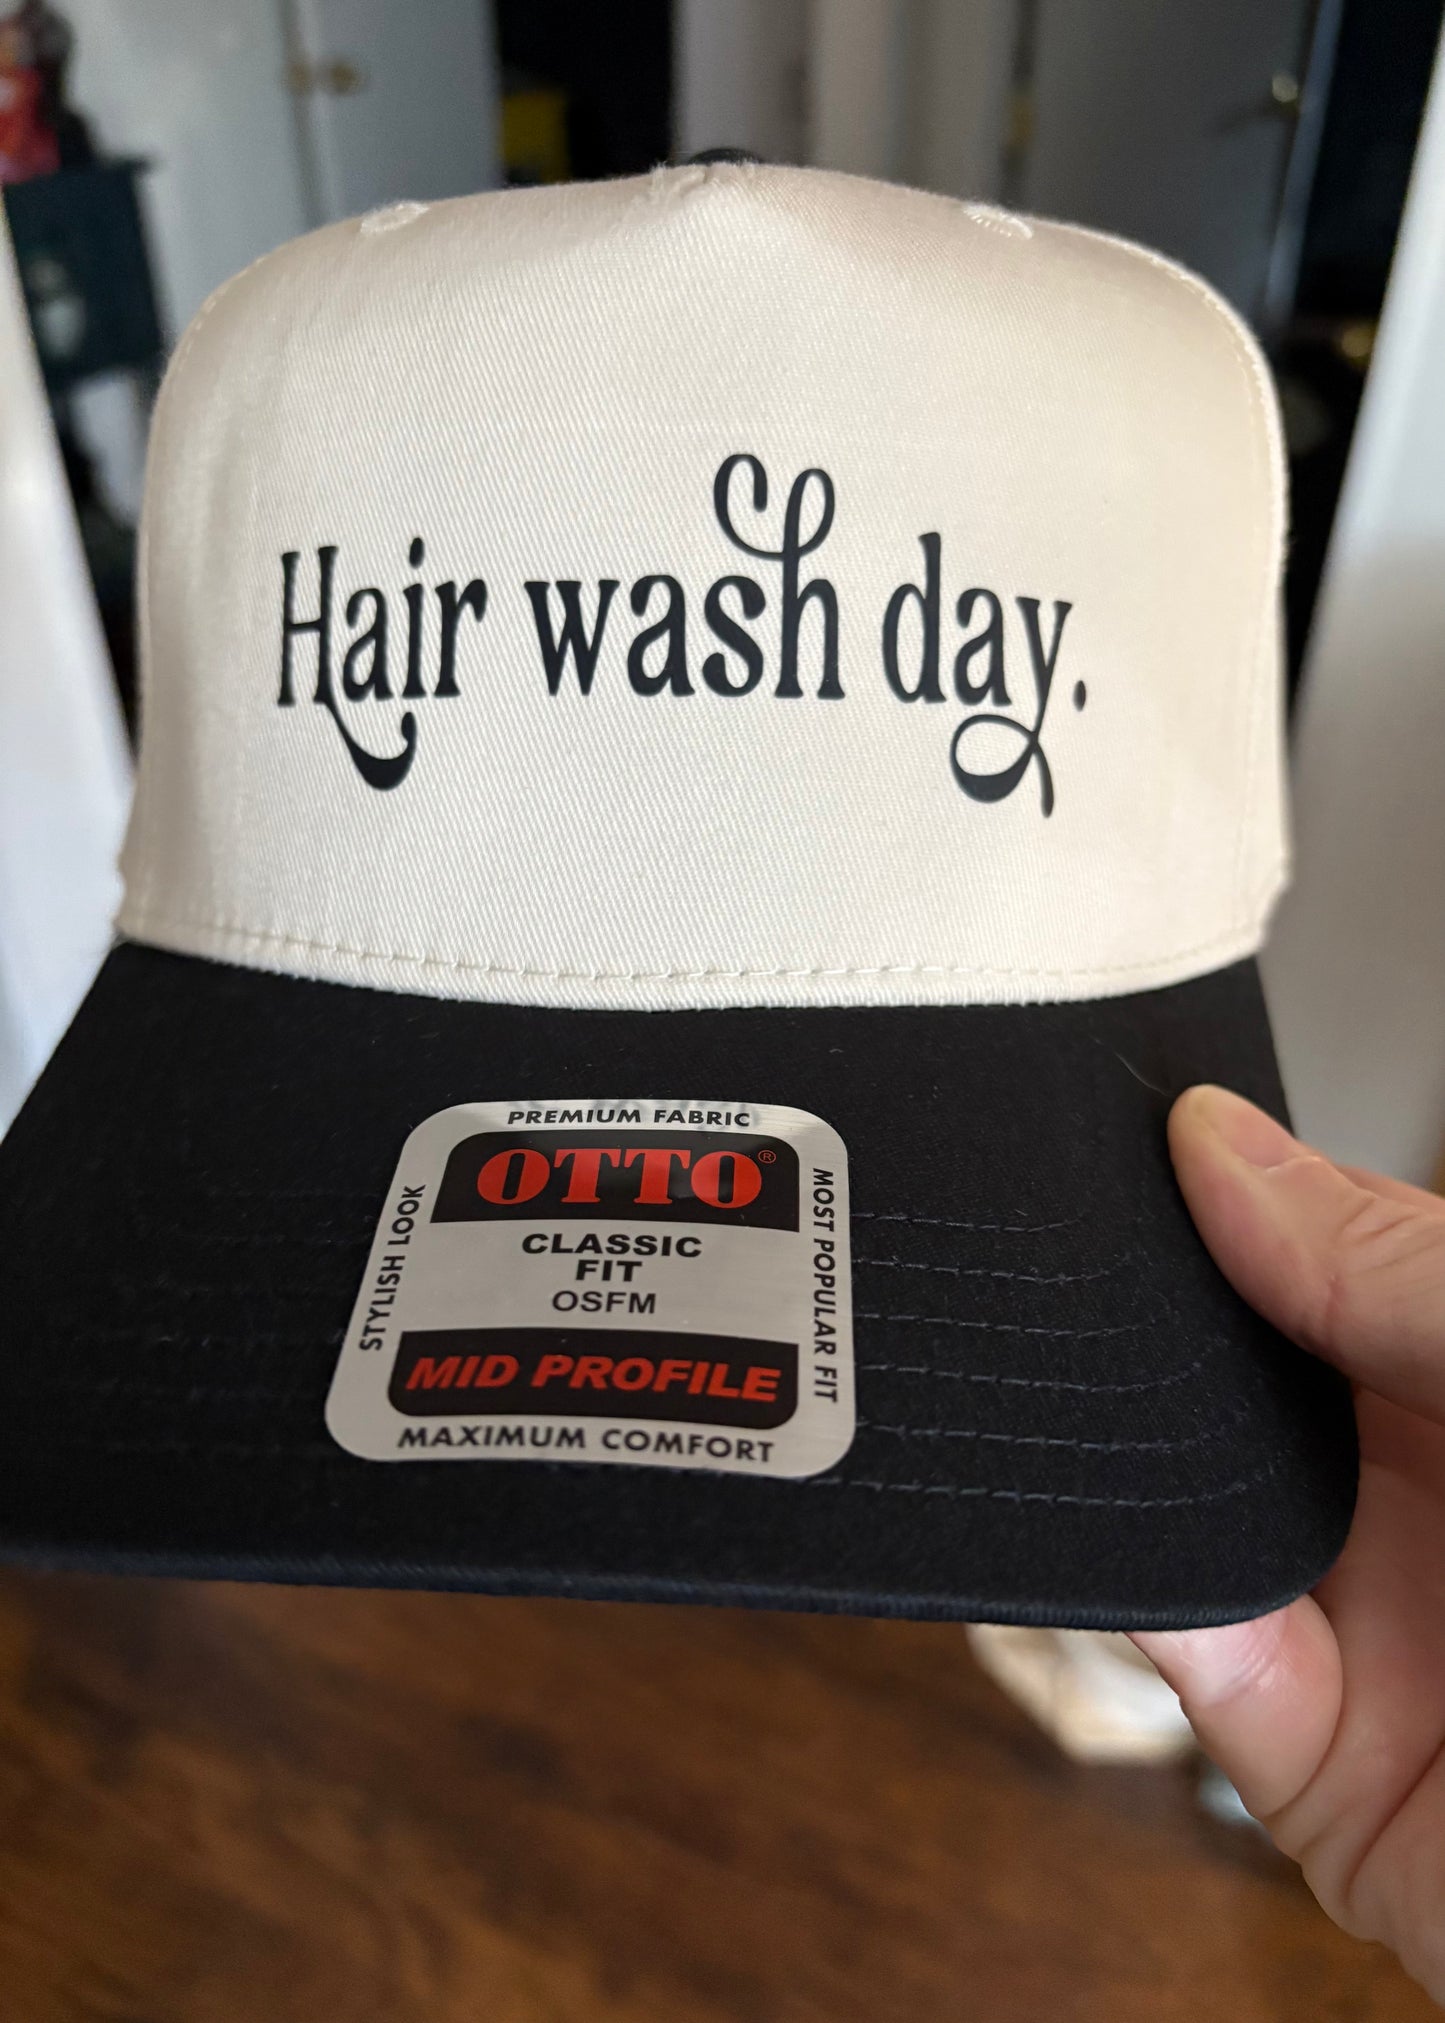 Hair wash day.
PREMIUM FABRIC
OTTO®
CLASSIC
FIT
OSFM
MID PROFILE
MAXIMUM COMFORT
STYLISH LOOK
MOST POPULAR FIT